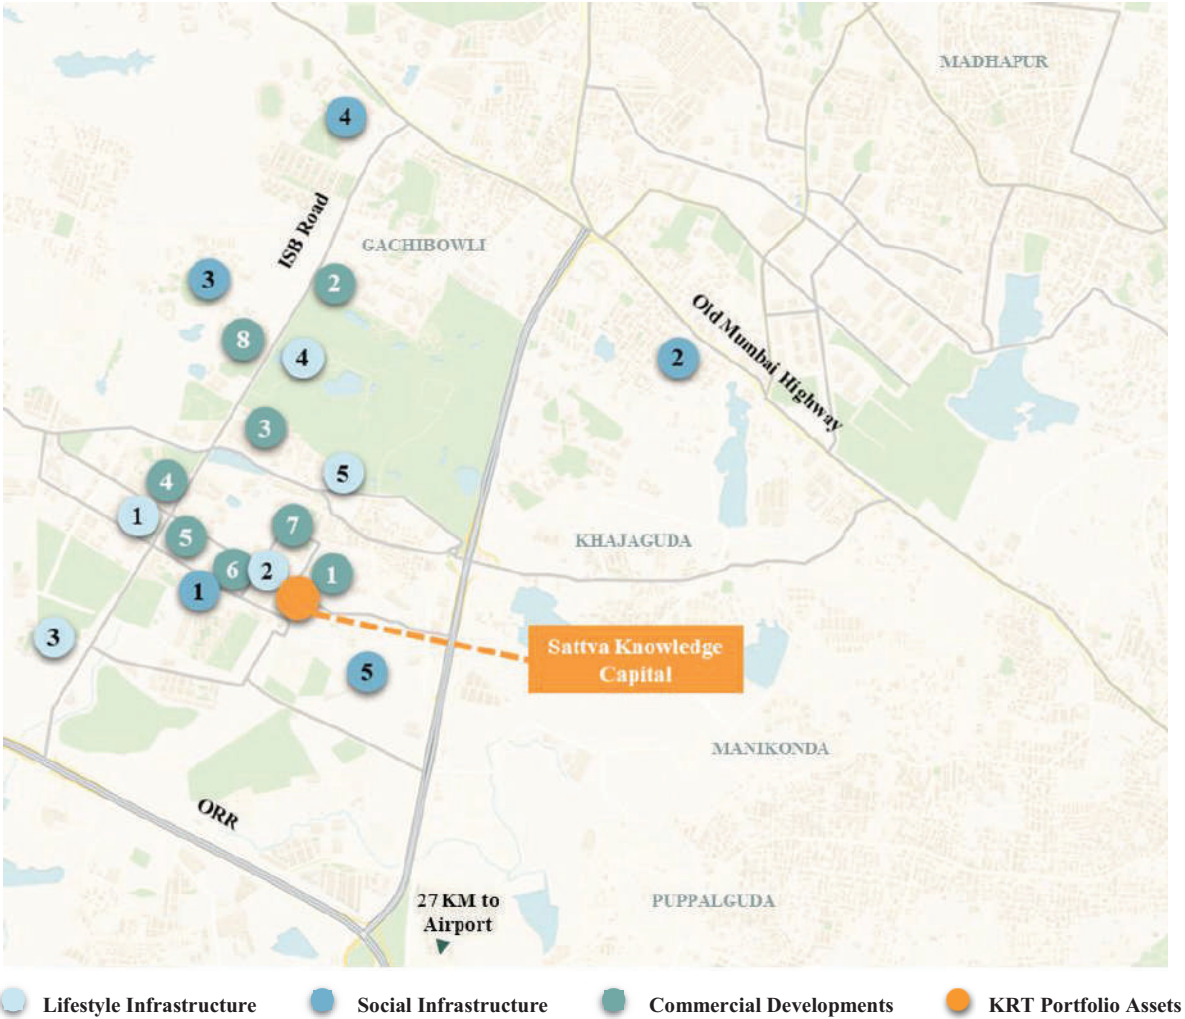 MADHAPUR
4
ISB Road
GACHIBOWLI
3
2
8
4
Old Mumbai Highway
2
3
5
4
1
5
7
KHAJAGUDA
6
2
1
1
3
Sattva Knowledge
Capital
5
MANIKONDA
ORR
27 KM to
Airport
PUPPALGUDA
Lifestyle Infrastructure
Social Infrastructure
Commercial Developments
KRT Portfolio Assets